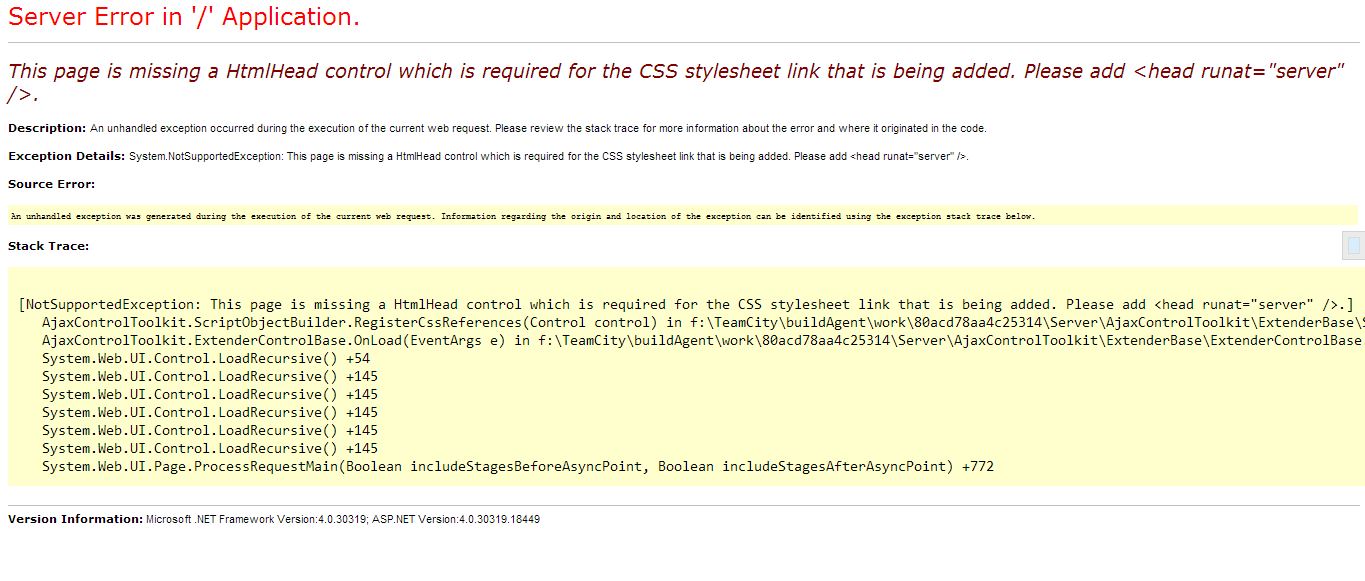 Server Error in '/' Application.
This page is missing a HtmlHead control which is required for the CSS stylesheet link that is being added. Please add <head runat="server"
/>.
Description: An unhandled exception occurred during the execution of the current web request. Please review the stack trace for more information about the error and where it originated in the code.
Exception Details: System.NotSupportedException: This page is missing a HtmlHead control which is required for the CSS stylesheet link that is being added. Please add <head runat="server" />.
Source Error:
An unhandled exception was generated during the execution of the current web request. Information regarding the origin and location of the exception can be identified using the exception stack trace below.
Stack Trace:
[NotSupportedException: This page is missing a HtmlHead control which is required for the CSS stylesheet link that is being added. Please add <head runat="server" />.]
AjaxControlToolkit.ScriptObjectBuilder.RegisterCssReferences(Control control) in f:\TeamCity\buildAgent\work\80acd78aa4c25314\Server\AjaxControlToolkit\ExtenderBase\
AjaxControlToolkit.ExtenderControlBase.OnLoad(EventArgs e) in f:\TeamCity\buildAgent\work\80acd78aa4c25314\Server\AjaxControlToolkit\ExtenderBase\ExtenderControlBase
System.Web.UI.Control.LoadRecursive() +54
System.Web.UI.Control.LoadRecursive() +145
System.Web.UI.Control.LoadRecursive() +145
System.Web.UI.Control.LoadRecursive() +145
System.Web.UI.Control.LoadRecursive() +145
System.Web.UI.Control.LoadRecursive() +145
System.Web.UI.Page.ProcessRequestMain(Boolean includeStagesBeforeAsyncPoint, Boolean includeStagesAfterAsyncPoint) +772
Version Information: Microsoft .NET Framework Version:4.0.30319; ASP.NET Version:4.0.30319.18449